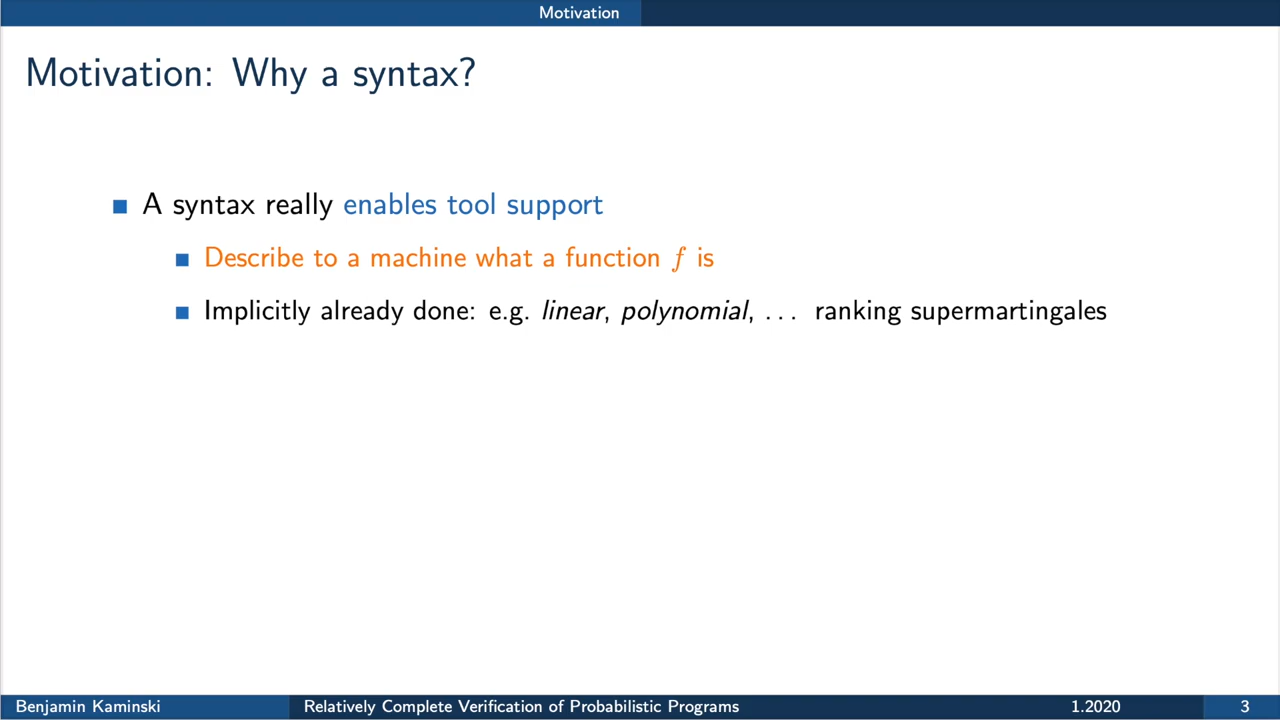 Motivation
Motivation: Why a syntax?
A syntax really enables tool support
Describe to a machine what a function f is
Implicitly already done: e.g. linear, polynomial, ... ranking supermartingales
Benjamin Kaminski Relatively Complete Verification of Probabilistic Programs 1.2020 3